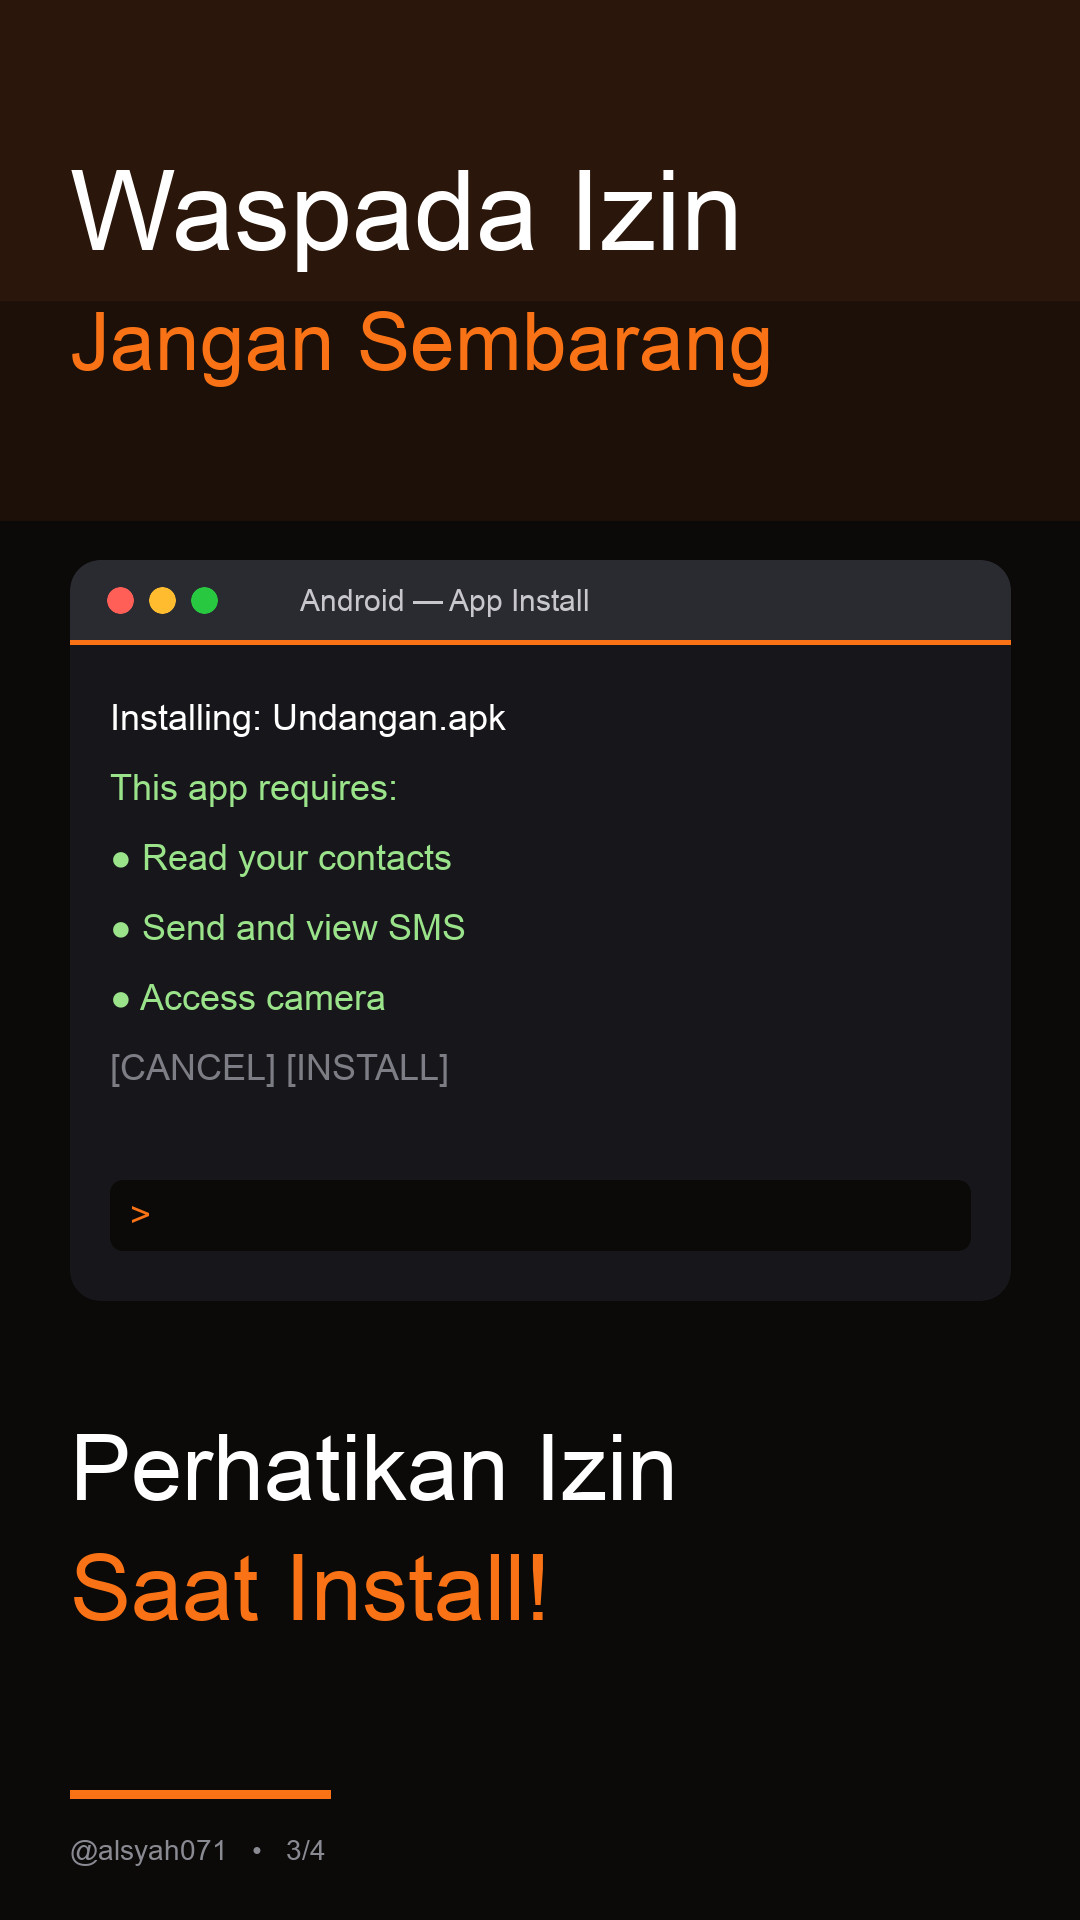 Waspada Izin
Jangan Sembarang
Android — App Install
Installing: Undangan.apk
This app requires:
● Read your contacts
● Send and view SMS
● Access camera
[CANCEL] [INSTALL]
>
Perhatikan Izin
Saat Install!
@alsyah071 • 3/4